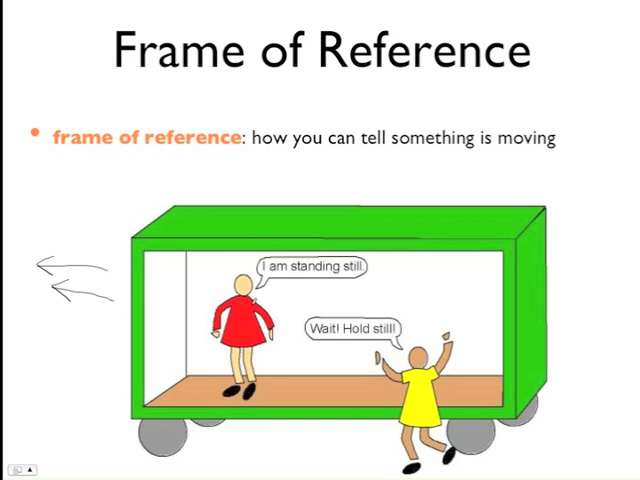 Frame of Reference
• frame of reference: how you can tell something is moving
I am standing still.
Wait! Hold still!